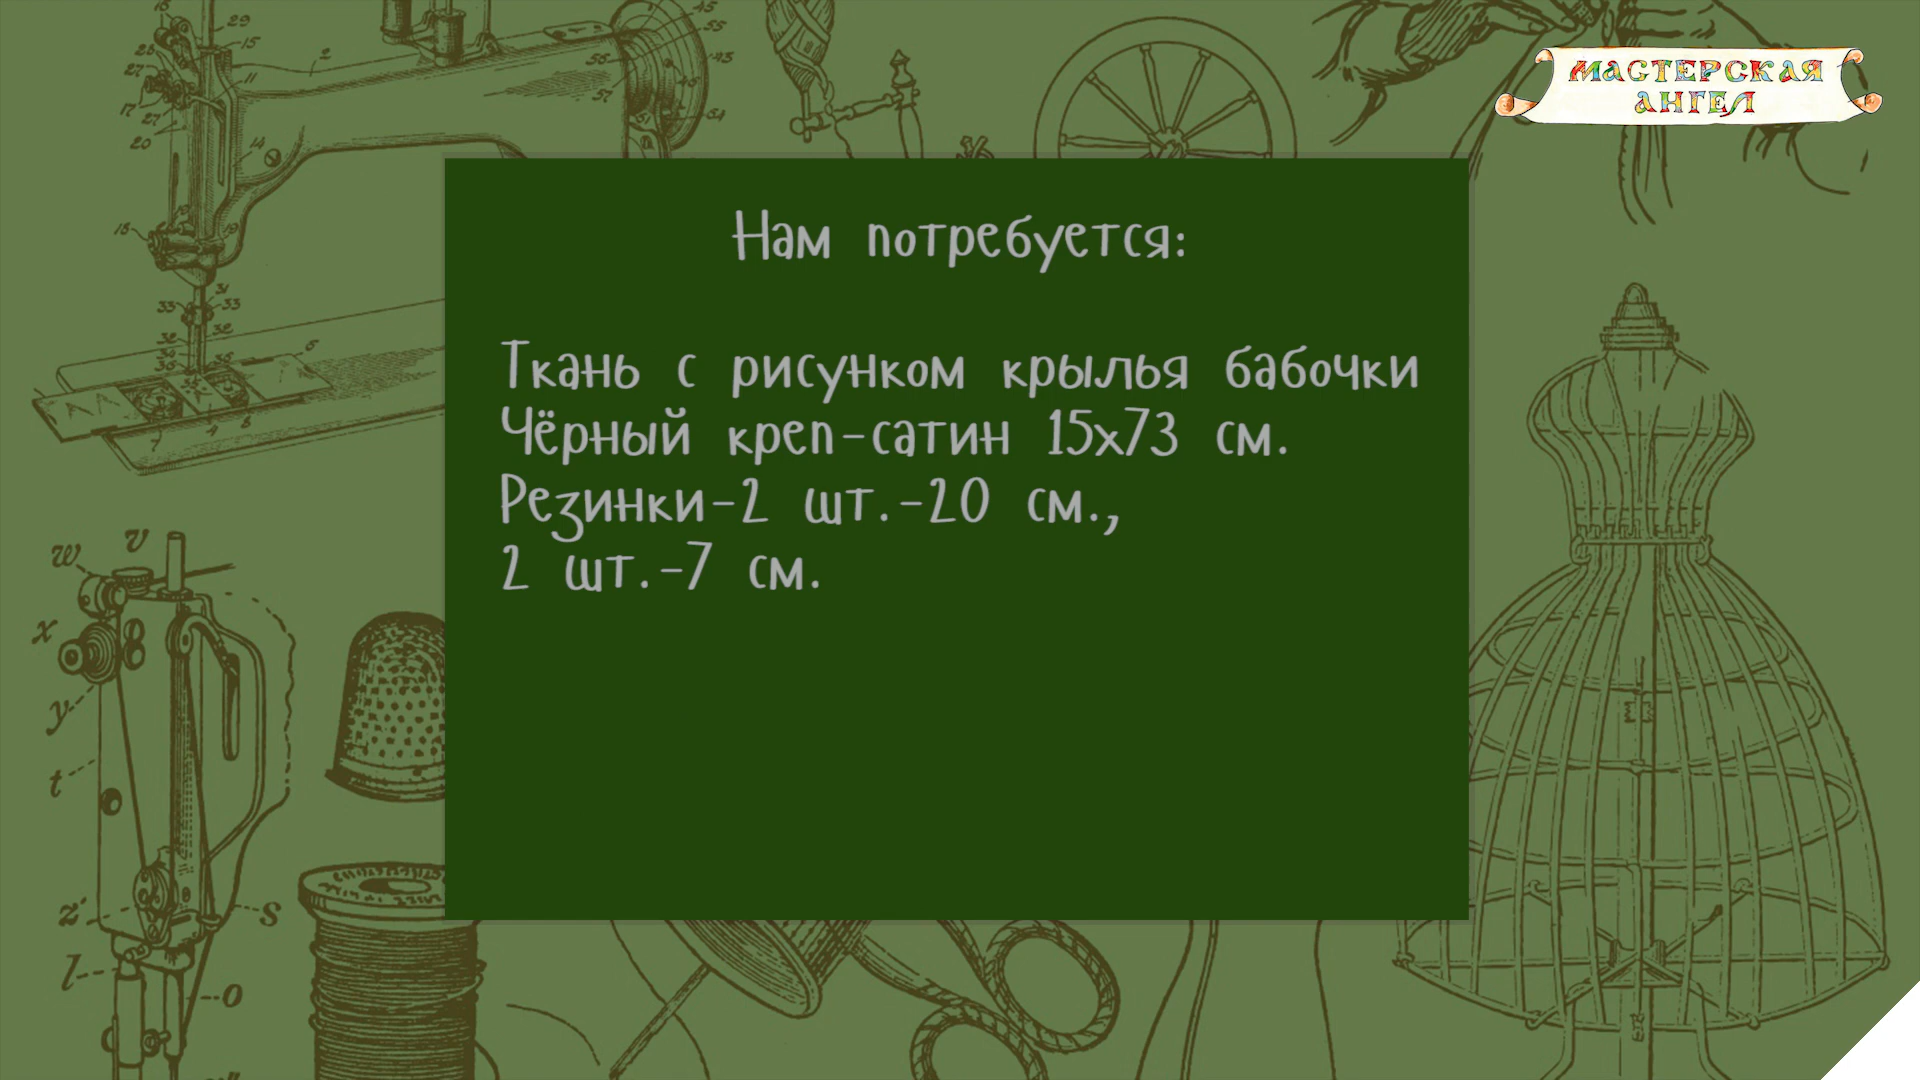 МАСТЕРСКАЯ
АНГЕЛ
Нам потребуется:
Ткань с рисунком крылья бабочки
Чёрный креп-сатин 15х73 см.
Резинки-2 шт.-20 см.,
2 шт.-7 см.